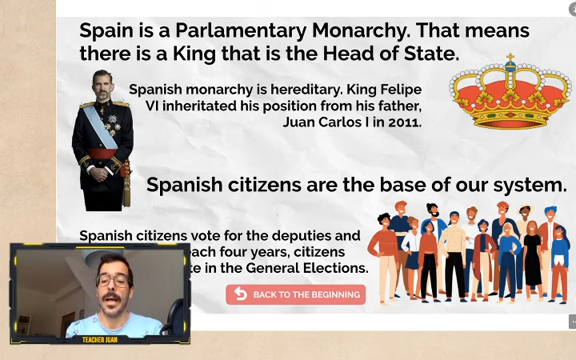 Spain is a Parlamentary Monarchy. That means
there is a King that is the Head of State.
Spanish monarchy is hereditary. King Felipe
VI inheritated his position from his father,
Juan Carlos I in 2011.
Spanish citizens are the base of our system.
Spanish citizens vote for the deputies and
each four years, citizens
in the General Elections.
BACK TO THE BEGINNING
TEACHER JUAN